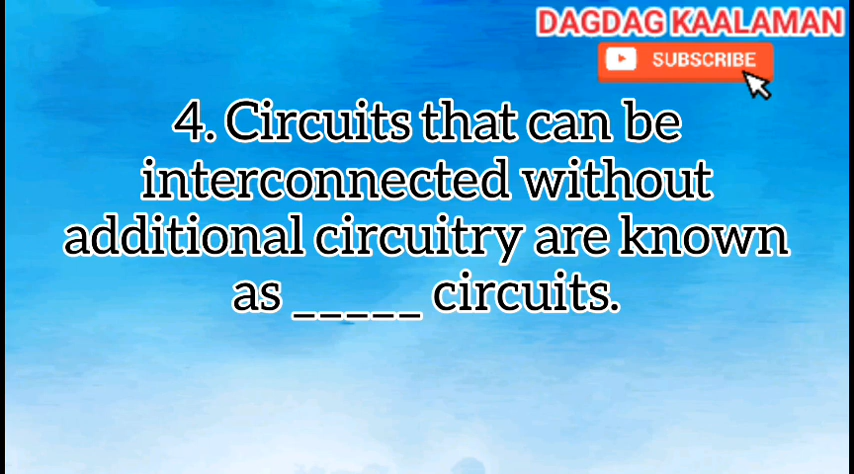 DAGDAG KAALAMAN
SUBSCRIBE
4. Circuits that can be
interconnected without
additional circuitry are known
as _____ circuits.